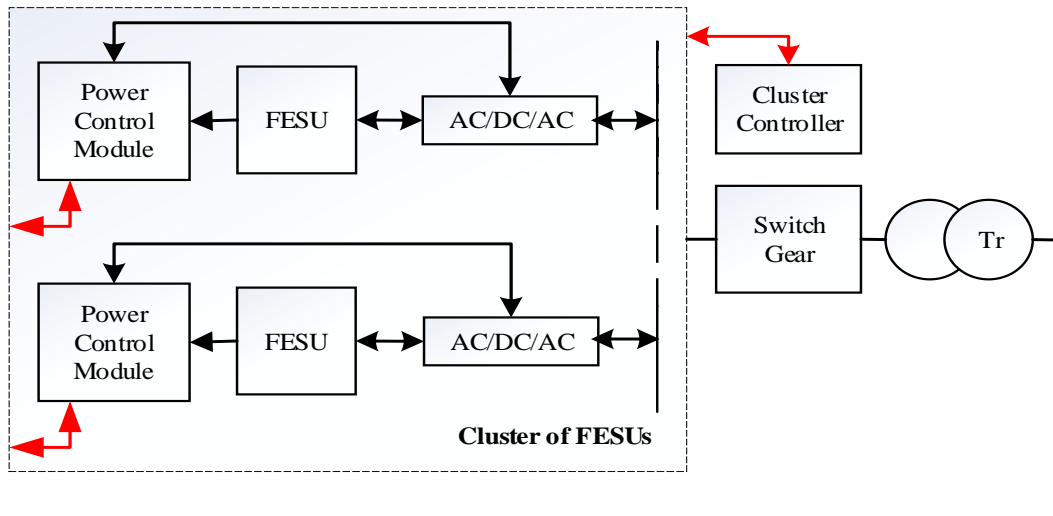 Power
Control
Module
FESU
AC/DC/AC
Cluster
Controller
Switch
Gear
Tr
Power
Control
Module
FESU
AC/DC/AC
Cluster of FESUs